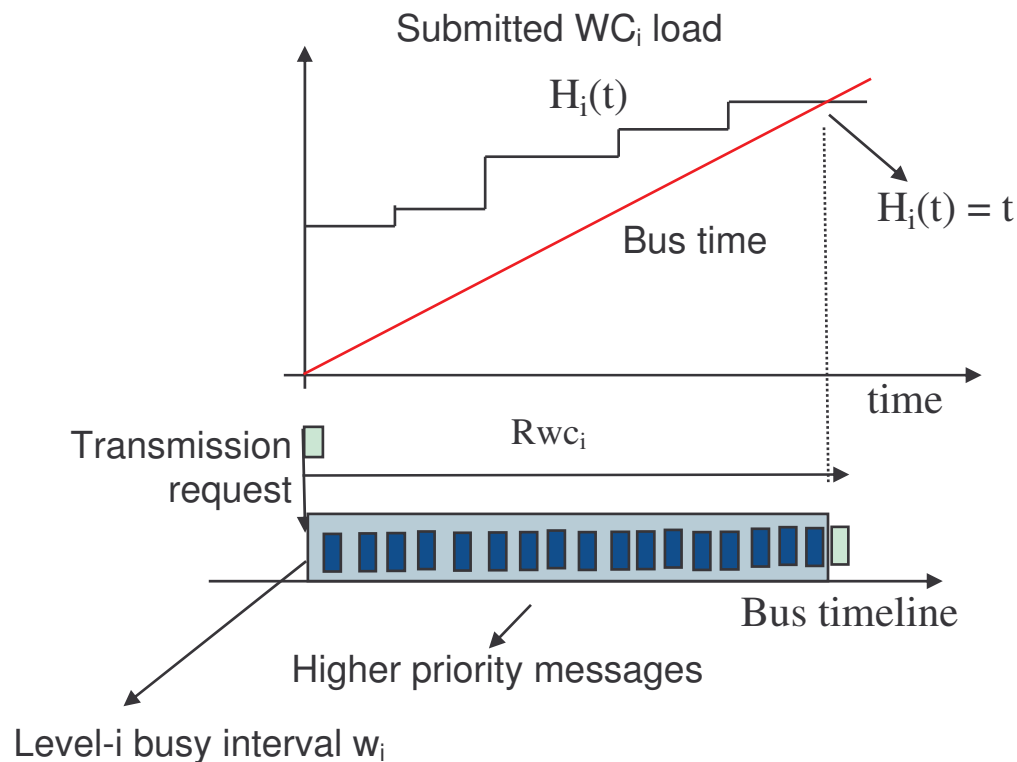 Submitted WCi load
Hi(t)
Hi(t) = t
Bus time
time
Rwci
Transmission
request
Bus timeline
Higher priority messages
Level-i busy interval wi